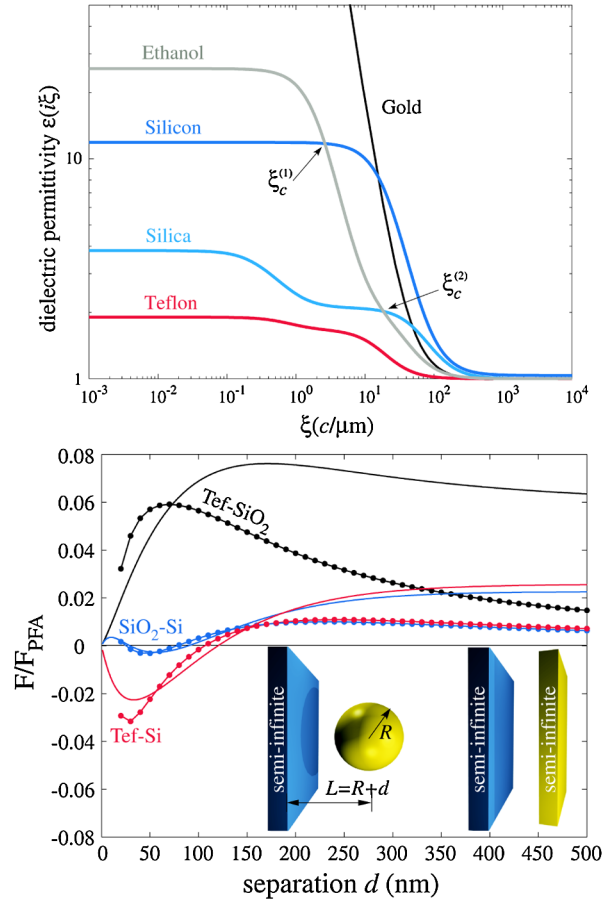 dielectric permittivity ε(iξ)
Ethanol
Silicon
Gold
Silica
Teflon
ξc(1)
ξc(2)
10
1
10⁻³ 10⁻² 10⁻¹ 10⁰ 10¹ 10² 10³ 10⁴
ξ(c/μm)
F/FPFA
0.08
0.06
0.04
0.02
0
-0.02
-0.04
-0.06
-0.08
Tef-SiO₂
SiO₂-Si
Tef-Si
semi-infinite
R
L=R+d
semi-infinite
semi-infinite
0 50 100 150 200 250 300 350 400 450 500
separation d (nm)